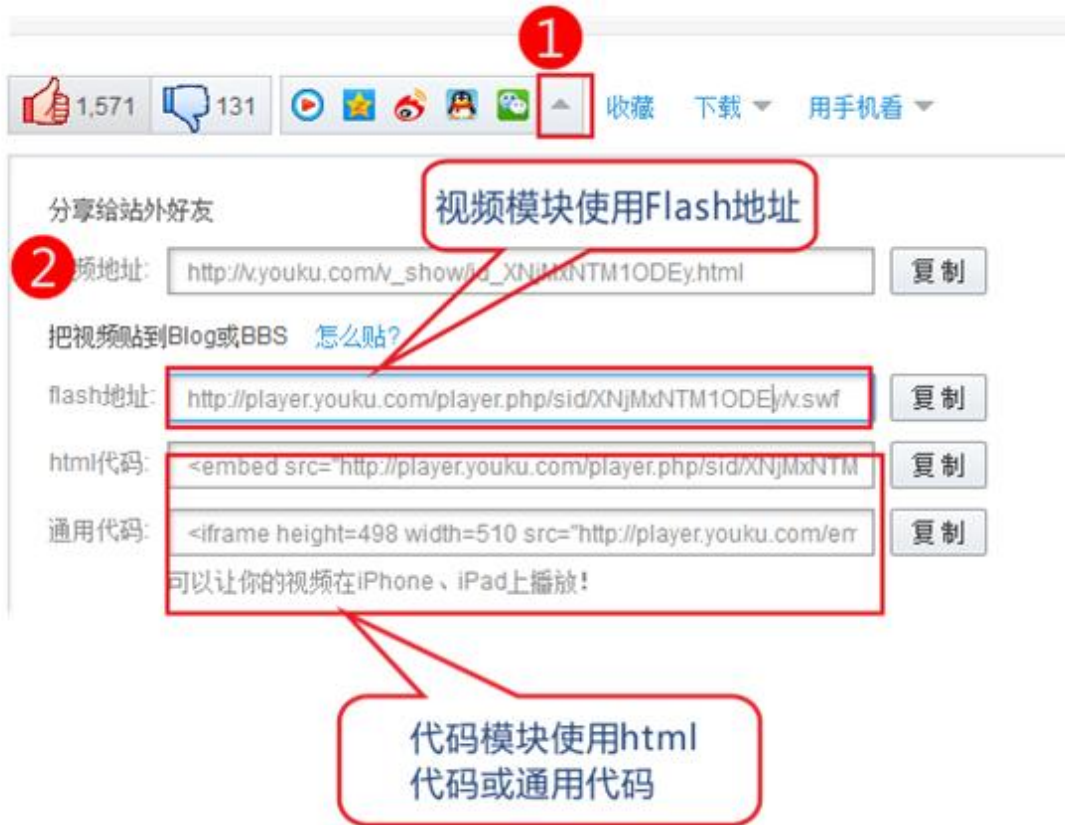 1
1,571 131 收藏 下载 用手机看
视频模块使用Flash地址
分享给站外好友
2 频地址: http://v.youku.com/v_show/id_XNjMxNTM1ODEy.html 复制
把视频贴到Blog或BBS 怎么贴?
flash地址: http://player.youku.com/player.php/sid/XNjMxNTM1ODEy/v.swf 复制
html代码: <embed src="http://player.youku.com/player.php/sid/XNjMxNTM 复制
通用代码: <iframe height=498 width=510 src="http://player.youku.com/em 复制
可以让你的视频在iPhone、iPad上播放!
代码模块使用html
代码或通用代码